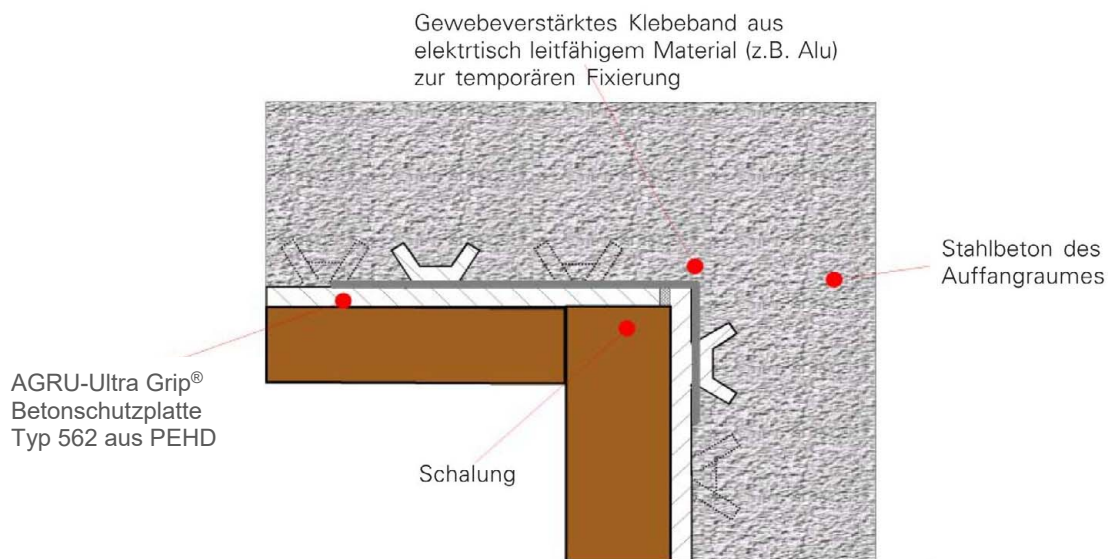 Gewebeverstärktes Klebeband aus
elektrtisch leitfähigem Material (z.B. Alu)
zur temporären Fixierung
Stahlbeton des
Auffangraumes
AGRU-Ultra Grip®
Betonschutzplatte
Typ 562 aus PEHD
Schalung